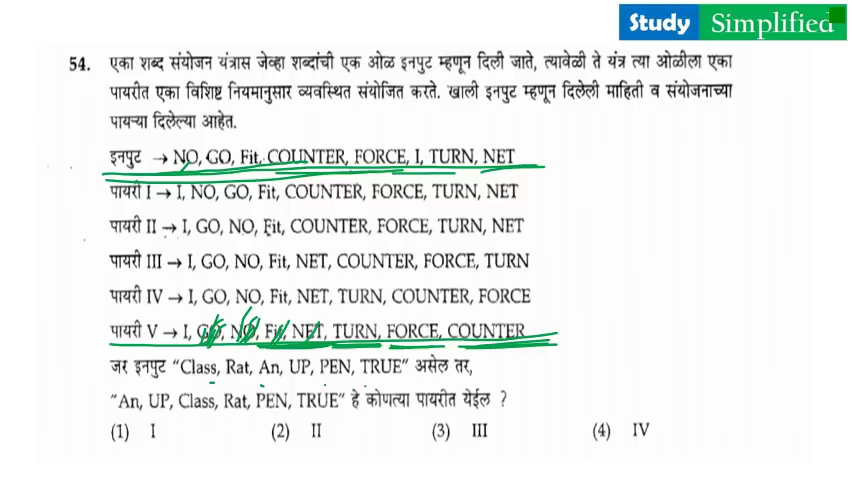 Study Simplified
54. एका शब्द संयोजन यंत्रास जेव्हा शब्दांची एक ओळ इनपुट म्हणून दिली जाते, त्यावेळी ते यंत्र त्या ओळीला एका
पायरीत एका विशिष्ट नियमानुसार व्यवस्थित संयोजित करते. खाली इनपुट म्हणून दिलेली माहिती व संयोजनाच्या
पायऱ्या दिलेल्या आहेत.
इनपुट → NO, GO, Fit, COUNTER, FORCE, I, TURN, NET
पायरी I → I, NO, GO, Fit, COUNTER, FORCE, TURN, NET
पायरी II → I, GO, NO, Fit, COUNTER, FORCE, TURN, NET
पायरी III → I, GO, NO, Fit, NET, COUNTER, FORCE, TURN
पायरी IV → I, GO, NO, Fit, NET, TURN, COUNTER, FORCE
पायरी V → I, GO, NO, Fit, NET, TURN, FORCE, COUNTER
जर इनपुट “Class, Rat, An, UP, PEN, TRUE” असेल तर,
“An, UP, Class, Rat, PEN, TRUE” हे कोणत्या पायरीत येईल ?
(1) I (2) II (3) III (4) IV